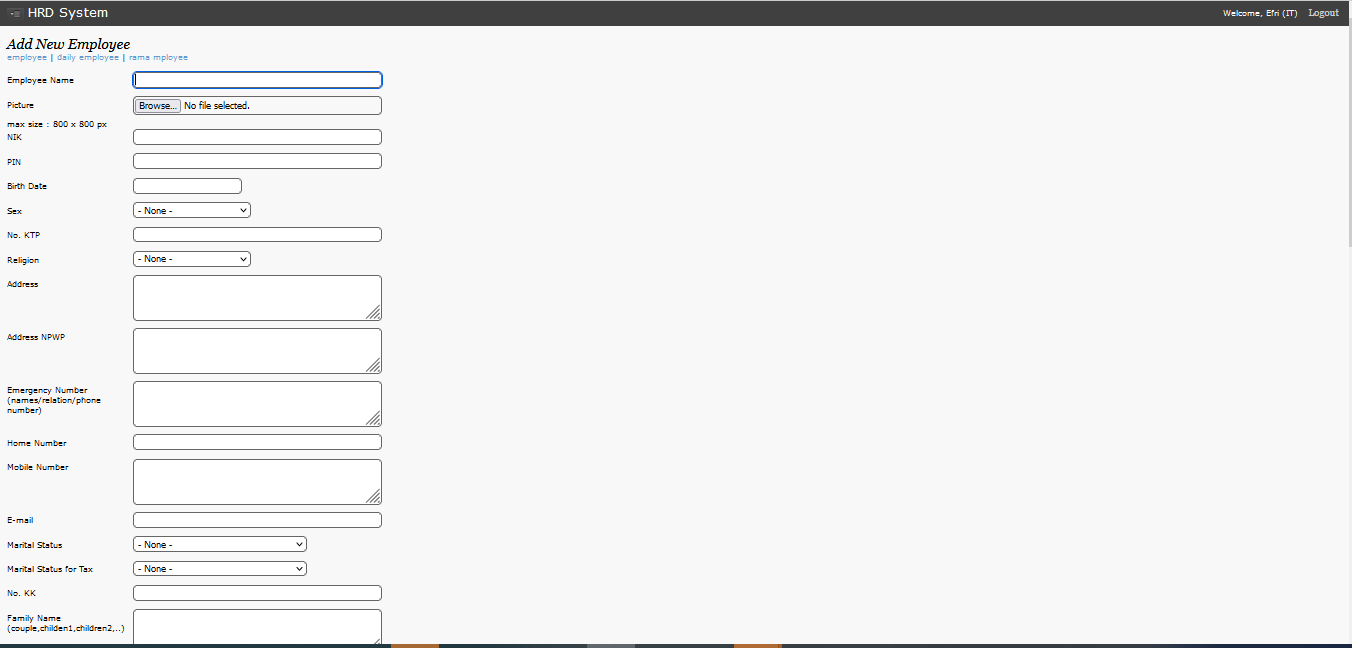 HRD System
Welcome, Efri (IT) Logout
Add New Employee
employee | daily employee | rama mployee
Employee Name
Picture Browse... No file selected.
max size : 800 x 800 px
NIK
PIN
Birth Date
Sex - None -
No. KTP
Religion - None -
Address
Address NPWP
Emergency Number
(names/relation/phone
number)
Home Number
Mobile Number
E-mail
Marital Status - None -
Marital Status for Tax - None -
No. KK
Family Name
(couple,childen1,children2,..)